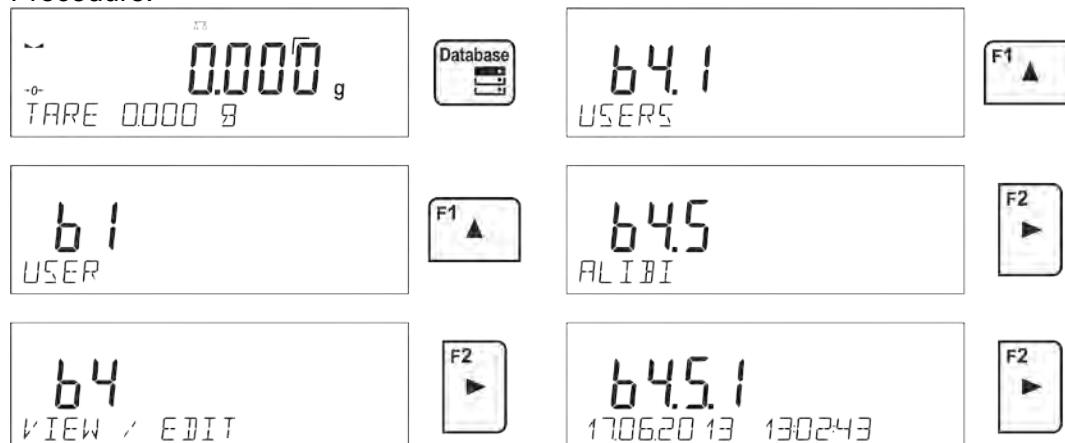 Procedure:
0.000 g
-0-
TARE 0.000 g
Database
b1
USER
F1
b4
VIEW / EDIT
F2
b4.1
USERS
F1
b4.5
ALIBI
F2
b4.5.1
17.06.2013 13:02:43
F2